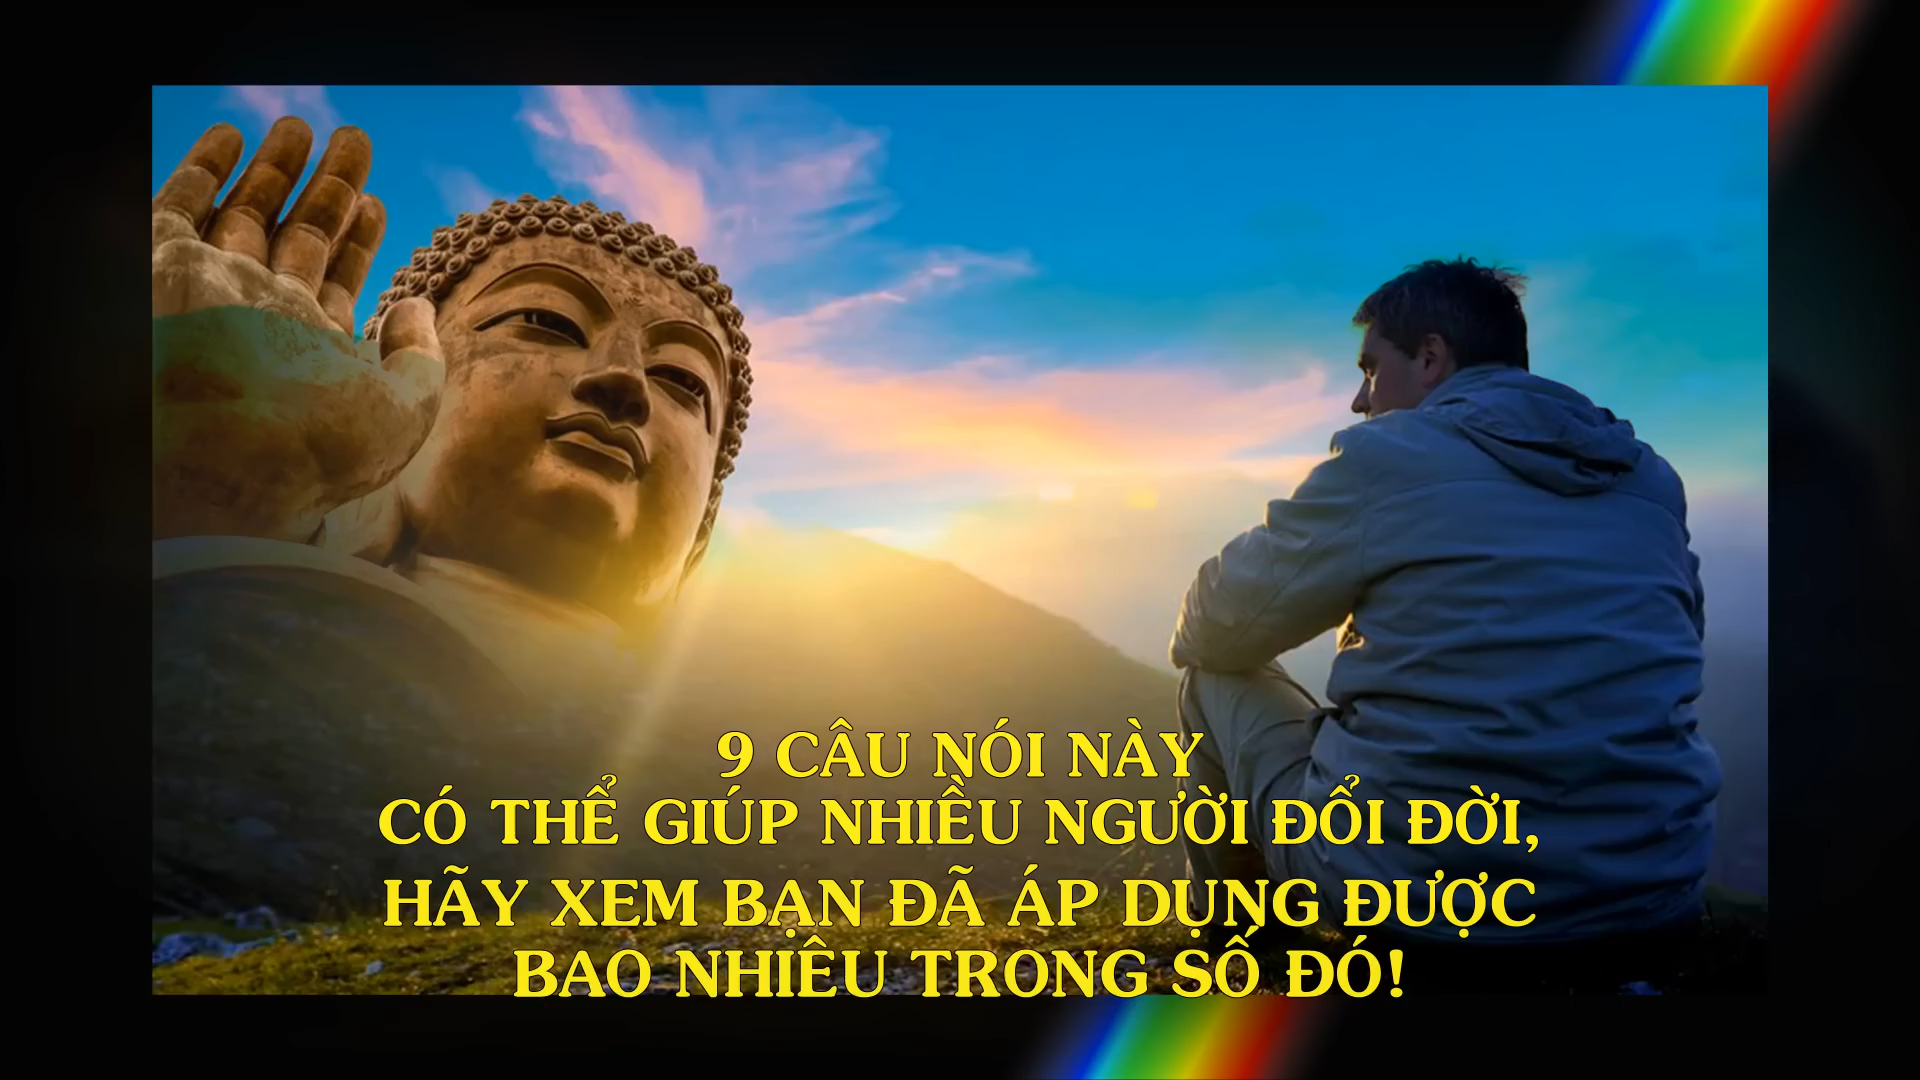 9 CÂU NÓI NÀY
CÓ THỂ GIÚP NHIỀU NGƯỜI ĐỔI ĐỜI,
HÃY XEM BẠN ĐÃ ÁP DỤNG ĐƯỢC
BAO NHIÊU TRONG SỐ ĐÓ!